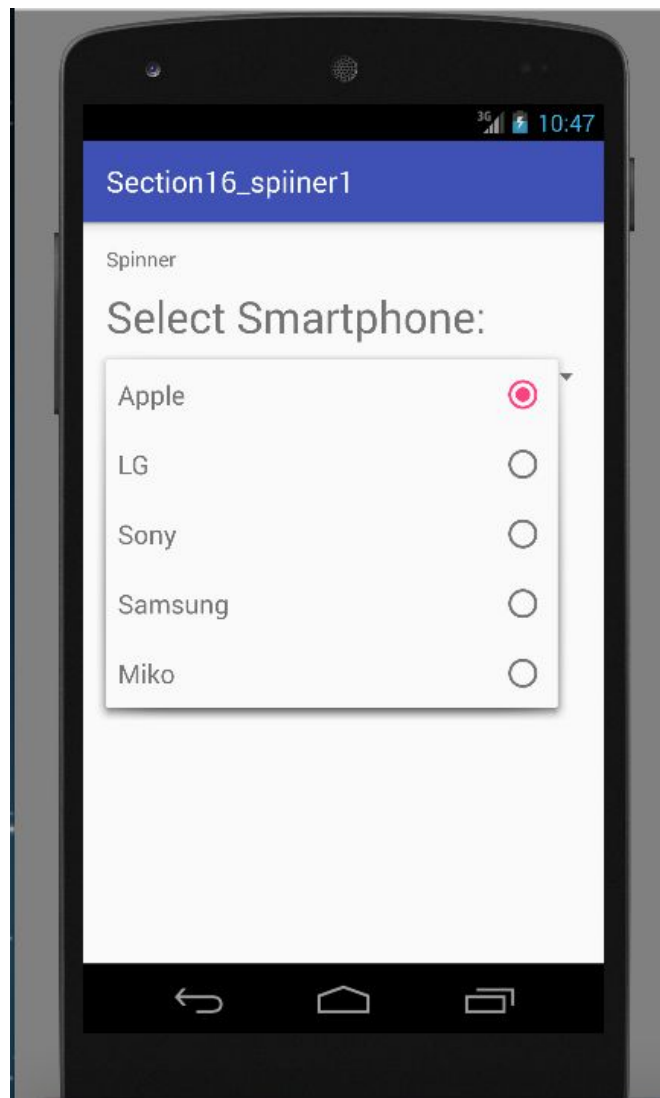 3G 10:47
Section16_spiiner1
Spinner
Select Smartphone:
Apple
LG
Sony
Samsung
Miko